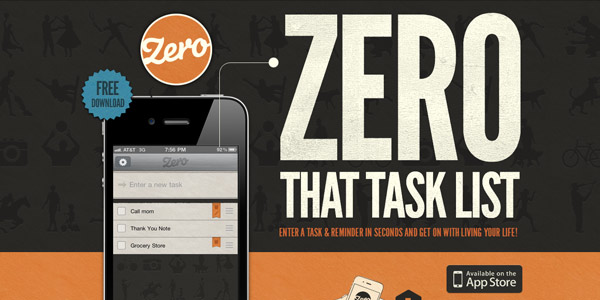 Zero
ZERO
THAT TASK LIST
ENTER A TASK & REMINDER IN SECONDS AND GET ON WITH LIVING YOUR LIFE!
FREE
DOWNLOAD
AT&T 3G 7:56 PM 92%
Zero
Enter a new task
Call mom
Thank You Note
Grocery Store
Available on the
App Store